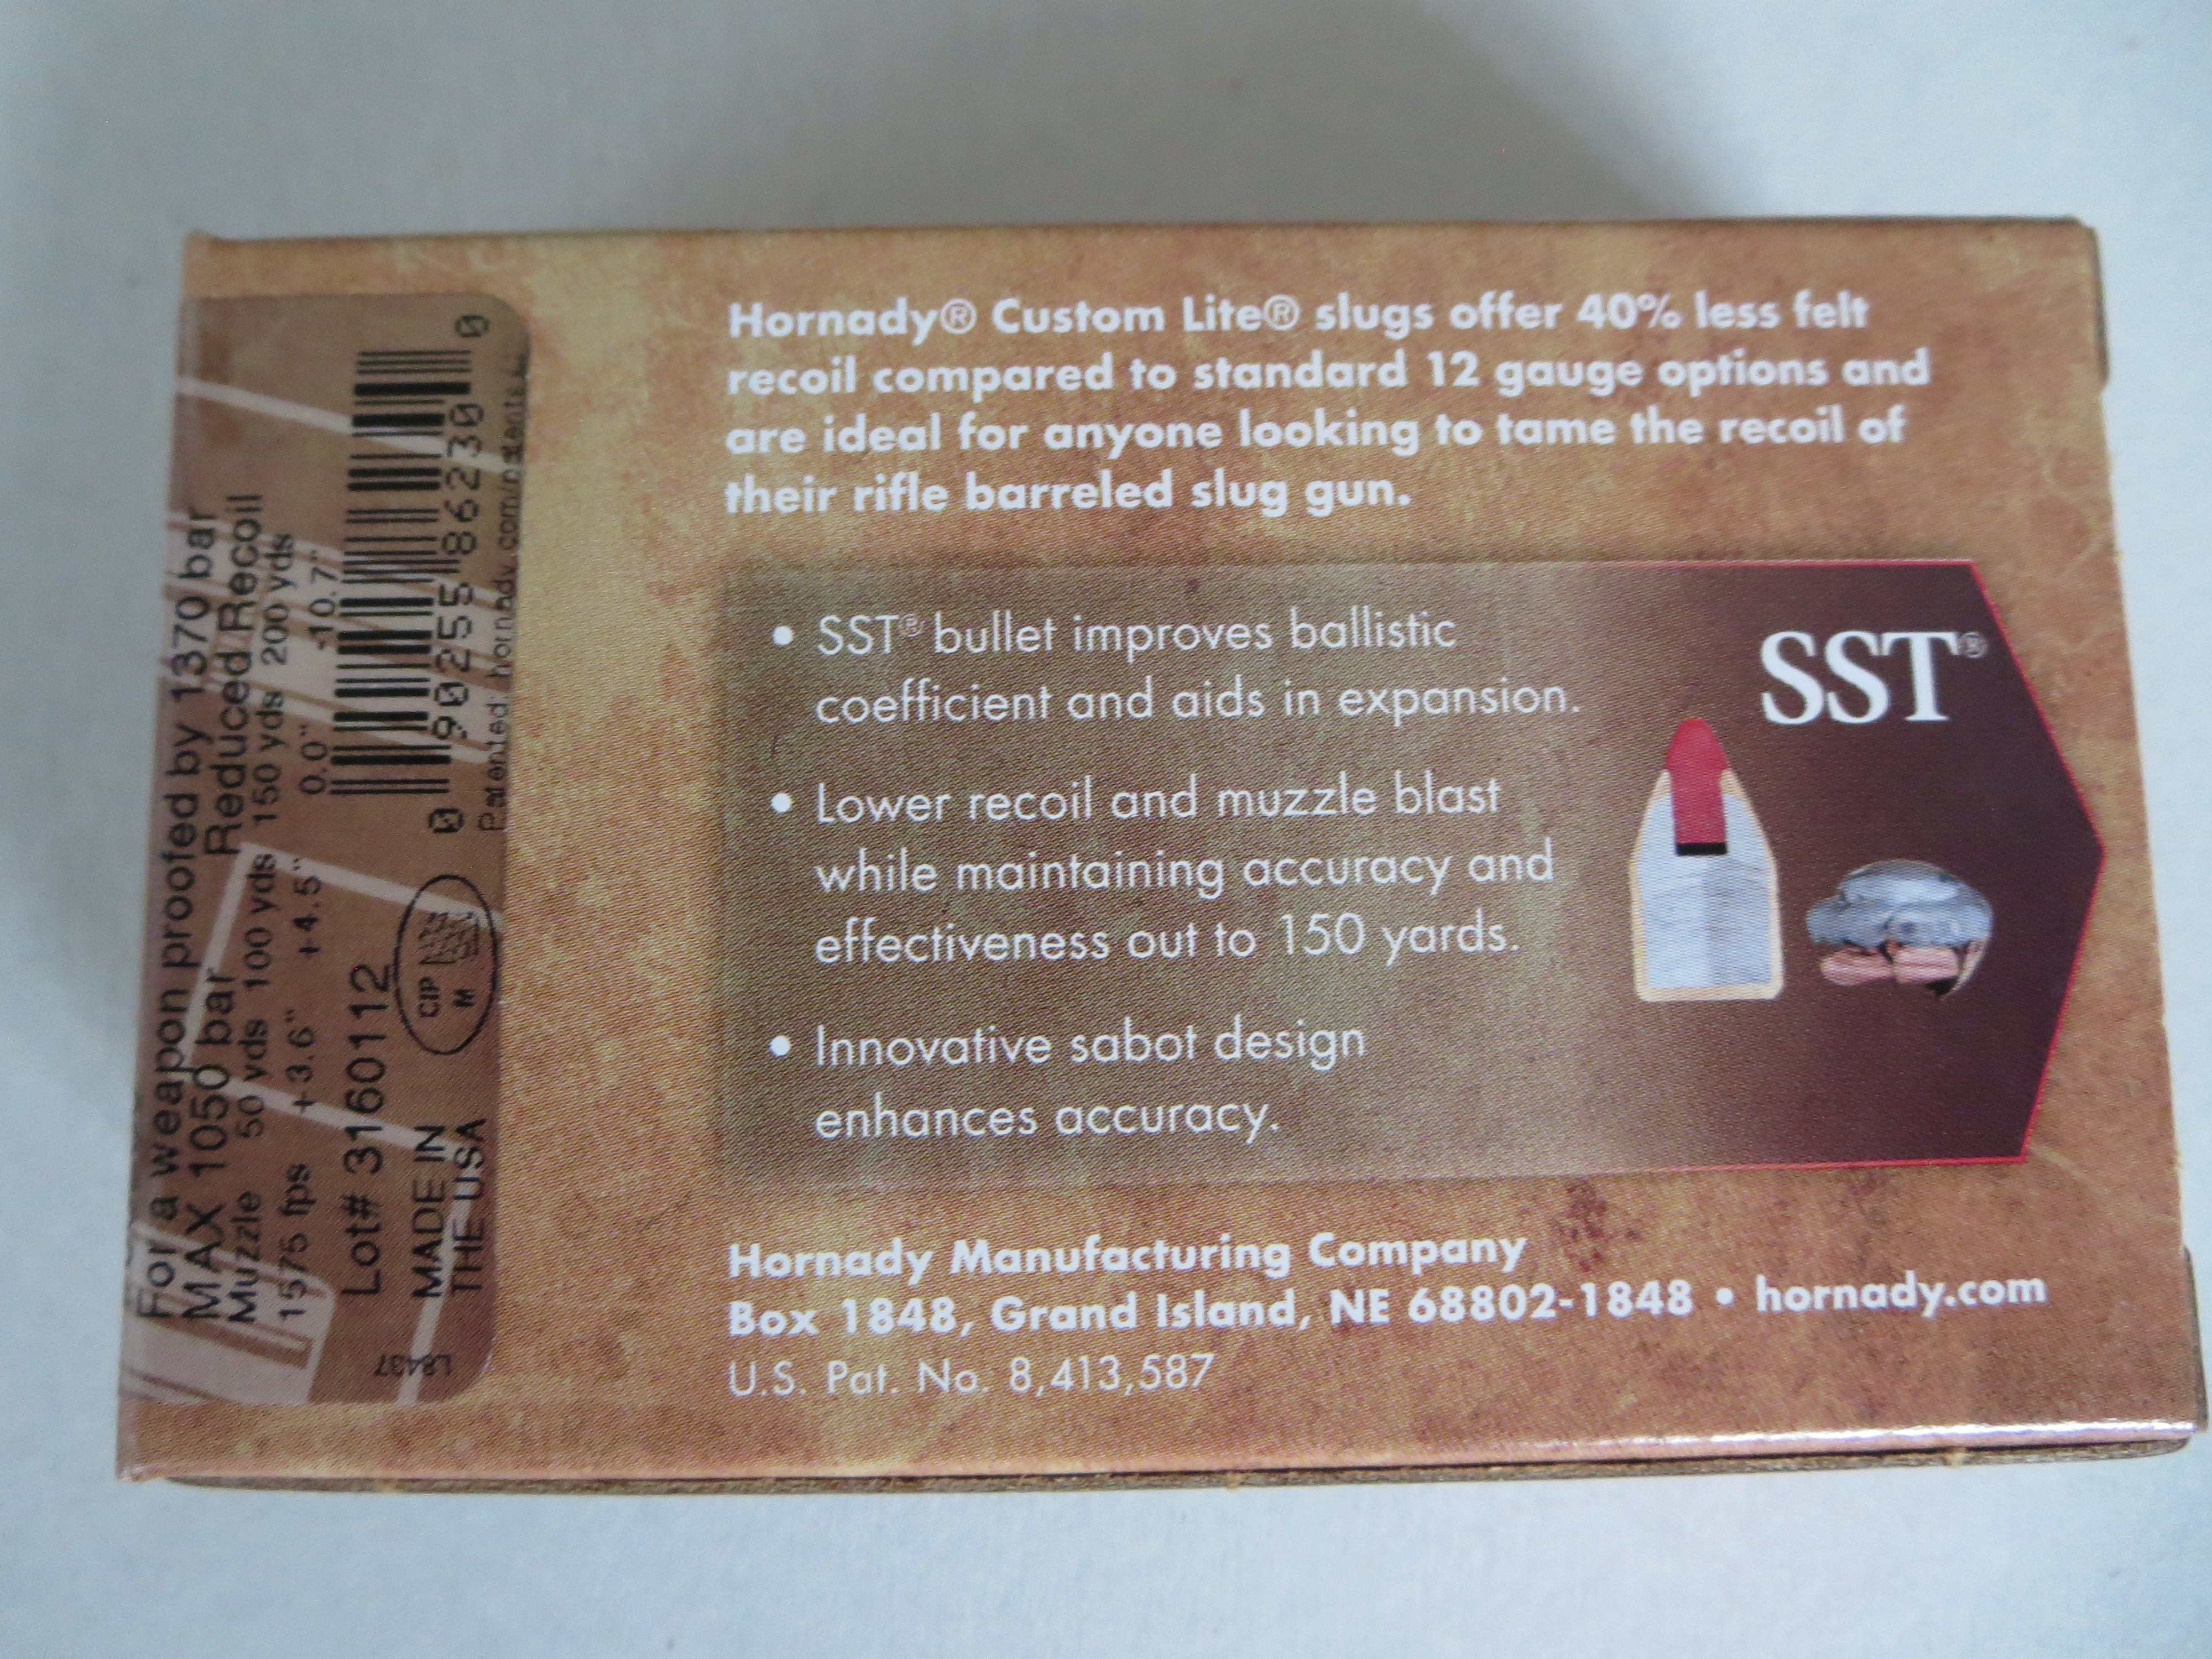 Hornady® Custom Lite® slugs offer 40% less felt
recoil compared to standard 12 gauge options and
are ideal for anyone looking to tame the recoil of
their rifle barreled slug gun.
• SST® bullet improves ballistic
coefficient and aids in expansion.
• Lower recoil and muzzle blast
while maintaining accuracy and
effectiveness out to 150 yards.
• Innovative sabot design
enhances accuracy.
SST®
Hornady Manufacturing Company
Box 1848, Grand Island, NE 68802-1848 • hornady.com
U.S. Pat. No. 8,413,587
For a weapon proofed by 1370 bar
MAX 1050 bar Reduced Recoil
Muzzle 50 yds 100 yds 150 yds 200 yds
1575 fps +3.6" +4.5" 0.0" -10.7"
Lot# 3160112
MADE IN
THE USA
CIP
M
0 90255 86230 0
Patented: hornady.com/patents
L8437